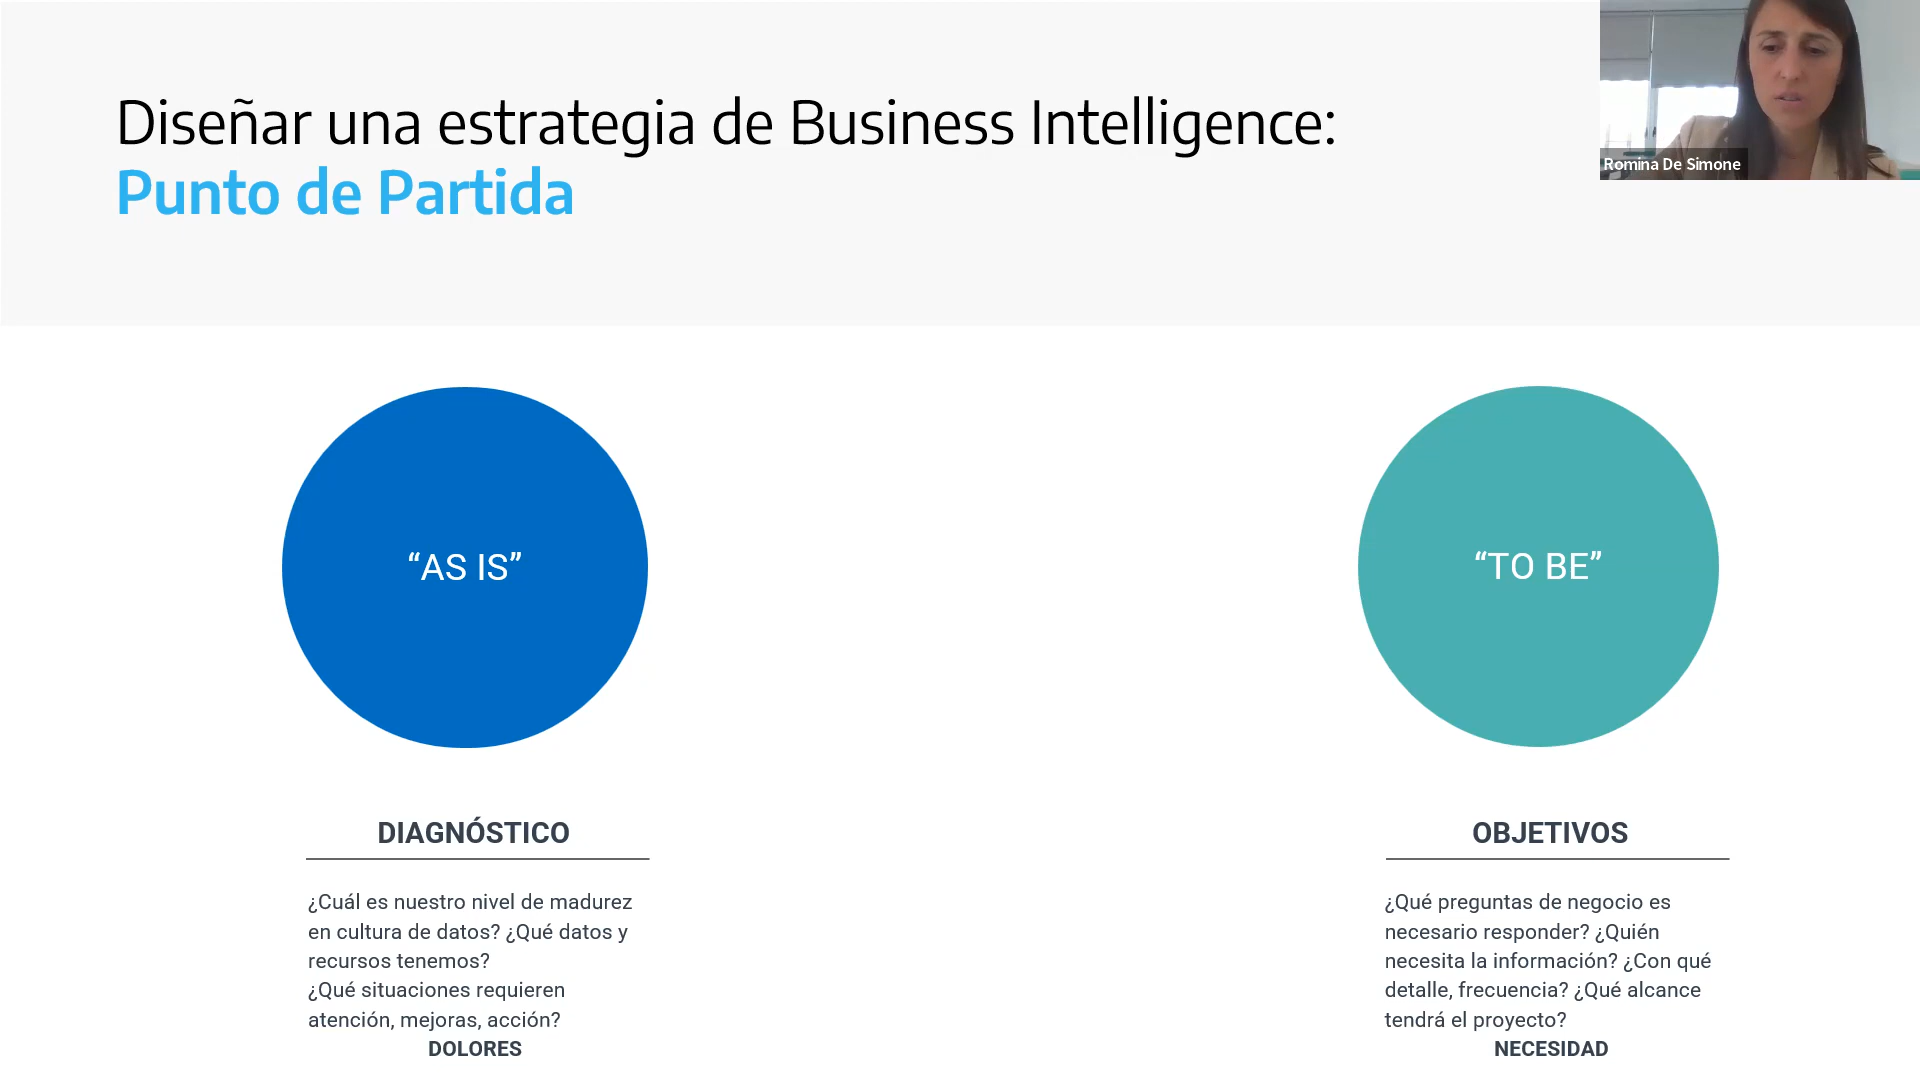 Diseñar una estrategia de Business Intelligence:
Punto de Partida
Romina De Simone
“AS IS”
“TO BE”
DIAGNÓSTICO
¿Cuál es nuestro nivel de madurez
en cultura de datos? ¿Qué datos y
recursos tenemos?
¿Qué situaciones requieren
atención, mejoras, acción?
DOLORES
OBJETIVOS
¿Qué preguntas de negocio es
necesario responder? ¿Quién
necesita la información? ¿Con qué
detalle, frecuencia? ¿Qué alcance
tendrá el proyecto?
NECESIDAD